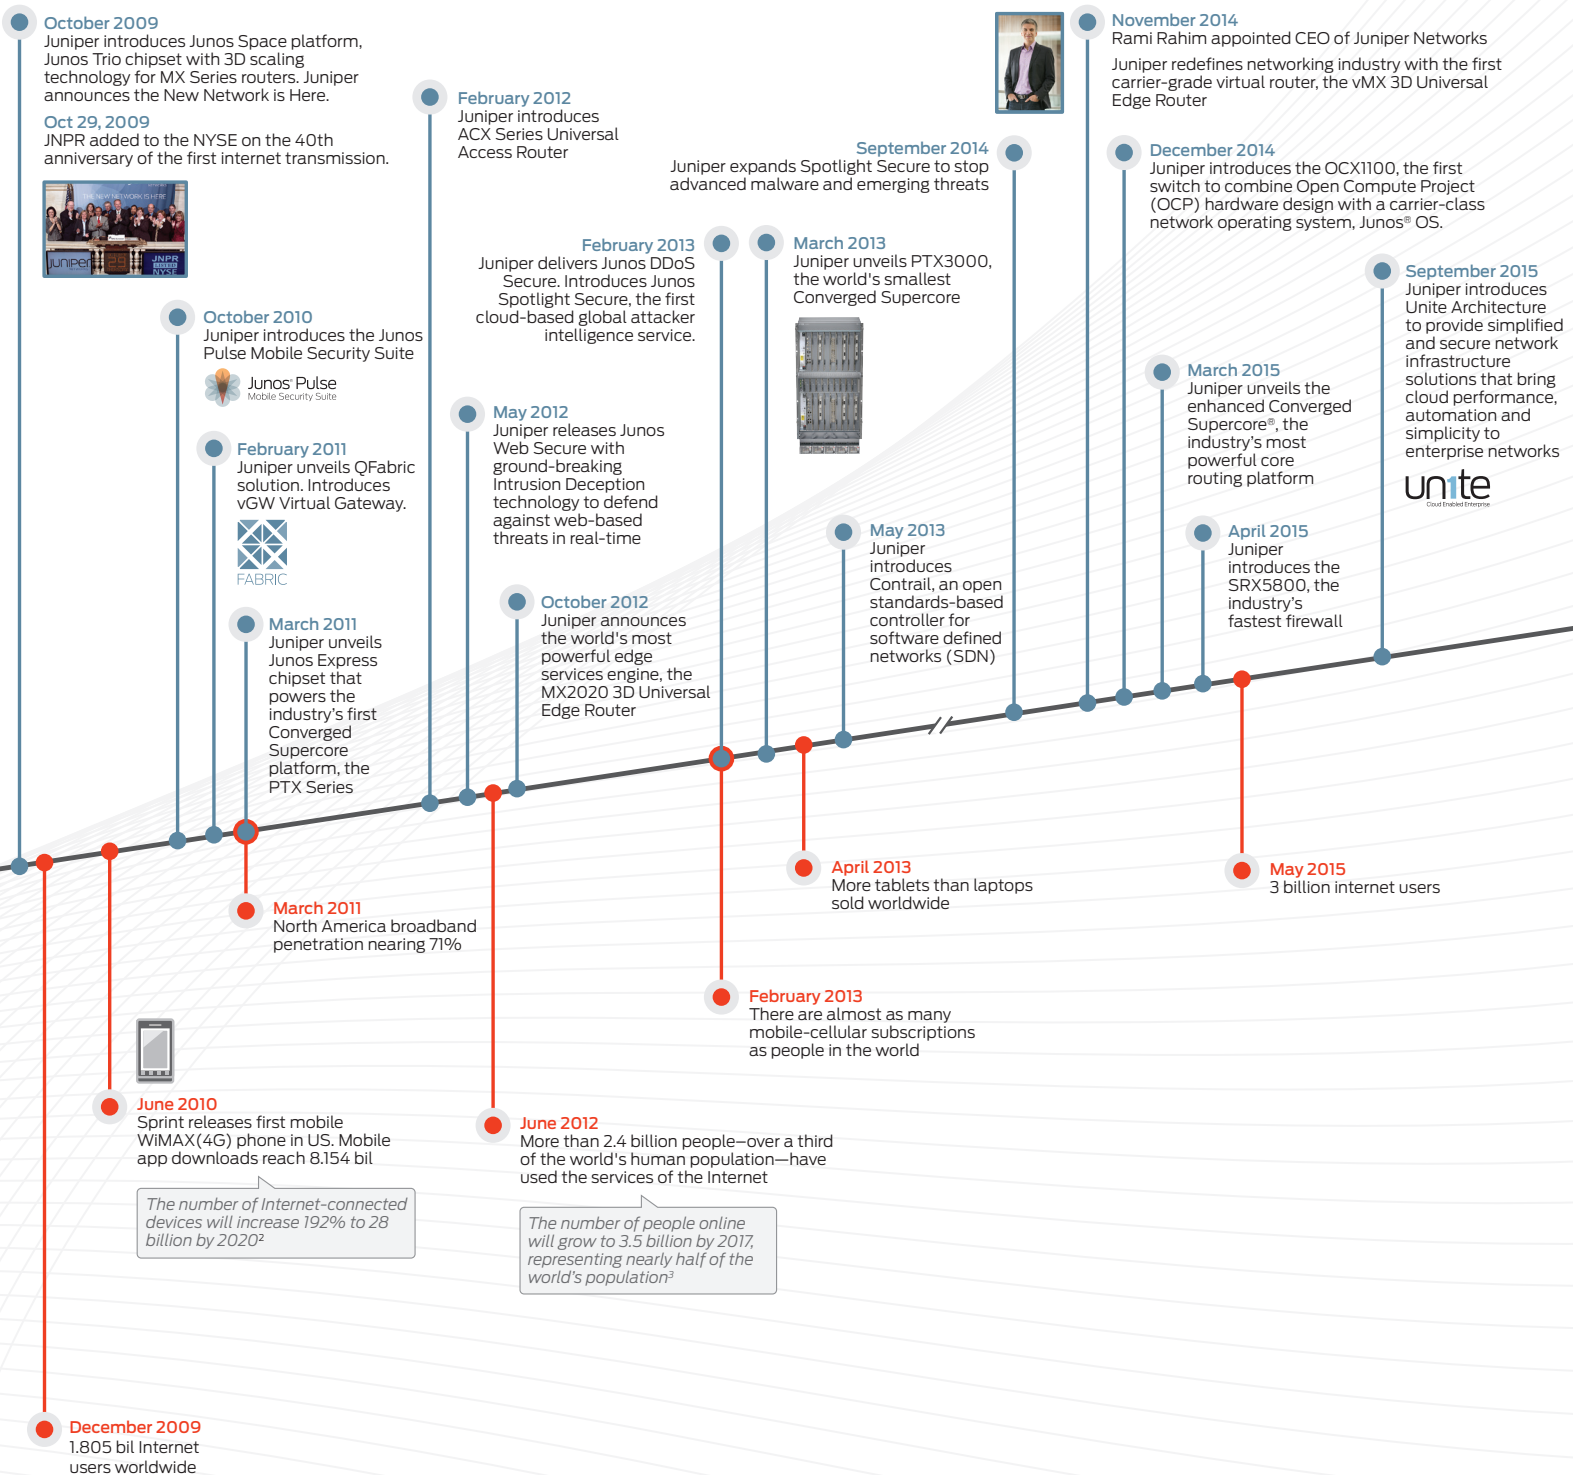 October 2009
Juniper introduces Junos Space platform,
Junos Trio chipset with 3D scaling
technology for MX Series routers. Juniper
announces the New Network is Here.
Oct 29, 2009
JNPR added to the NYSE on the 40th
anniversary of the first internet transmission.
THE NEW NETWORK IS HERE
JUNIPEr
29
JNPR
LISTED
NYSE
October 2010
Juniper introduces the Junos
Pulse Mobile Security Suite
Junos® Pulse
Mobile Security Suite
February 2011
Juniper unveils QFabric
solution. Introduces
vGW Virtual Gateway.
FABRIC
March 2011
Juniper unveils
Junos Express
chipset that
powers the
industry’s first
Converged
Supercore
platform, the
PTX Series
February 2012
Juniper introduces
ACX Series Universal
Access Router
May 2012
Juniper releases Junos
Web Secure with
ground-breaking
Intrusion Deception
technology to defend
against web-based
threats in real-time
October 2012
Juniper announces
the world's most
powerful edge
services engine, the
MX2020 3D Universal
Edge Router
February 2013
Juniper delivers Junos DDoS
Secure. Introduces Junos
Spotlight Secure, the first
cloud-based global attacker
intelligence service.
March 2013
Juniper unveils PTX3000,
the world's smallest
Converged Supercore
May 2013
Juniper
introduces
Contrail, an open
standards-based
controller for
software defined
networks (SDN)
September 2014
Juniper expands Spotlight Secure to stop
advanced malware and emerging threats
November 2014
Rami Rahim appointed CEO of Juniper Networks
Juniper redefines networking industry with the first
carrier-grade virtual router, the vMX 3D Universal
Edge Router
December 2014
Juniper introduces the OCX1100, the first
switch to combine Open Compute Project
(OCP) hardware design with a carrier-class
network operating system, Junos® OS.
March 2015
Juniper unveils the
enhanced Converged
Supercore®, the
industry’s most
powerful core
routing platform
April 2015
Juniper
introduces the
SRX5800, the
industry’s
fastest firewall
September 2015
Juniper introduces
Unite Architecture
to provide simplified
and secure network
infrastructure
solutions that bring
cloud performance,
automation and
simplicity to
enterprise networks
un1te
Cloud Enabled Enterprise
December 2009
1.805 bil Internet
users worldwide
June 2010
Sprint releases first mobile
WiMAX(4G) phone in US. Mobile
app downloads reach 8.154 bil
The number of Internet-connected
devices will increase 192% to 28
billion by 2020²
March 2011
North America broadband
penetration nearing 71%
June 2012
More than 2.4 billion people–over a third
of the world's human population—have
used the services of the Internet
The number of people online
will grow to 3.5 billion by 2017,
representing nearly half of the
world’s population³
February 2013
There are almost as many
mobile-cellular subscriptions
as people in the world
April 2013
More tablets than laptops
sold worldwide
May 2015
3 billion internet users